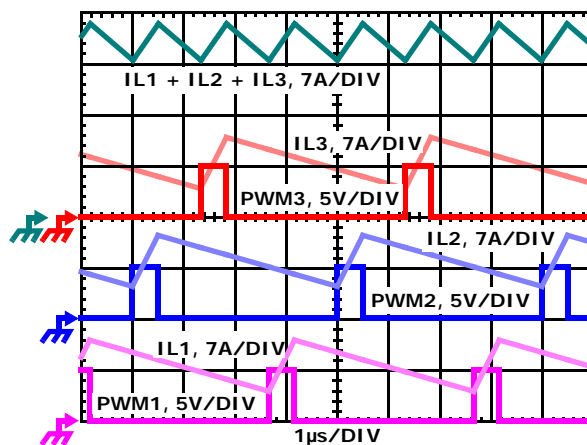 IL1 + IL2 + IL3, 7A/DIV
IL3, 7A/DIV
PWM3, 5V/DIV
IL2, 7A/DIV
PWM2, 5V/DIV
IL1, 7A/DIV
PWM1, 5V/DIV
1µs/DIV